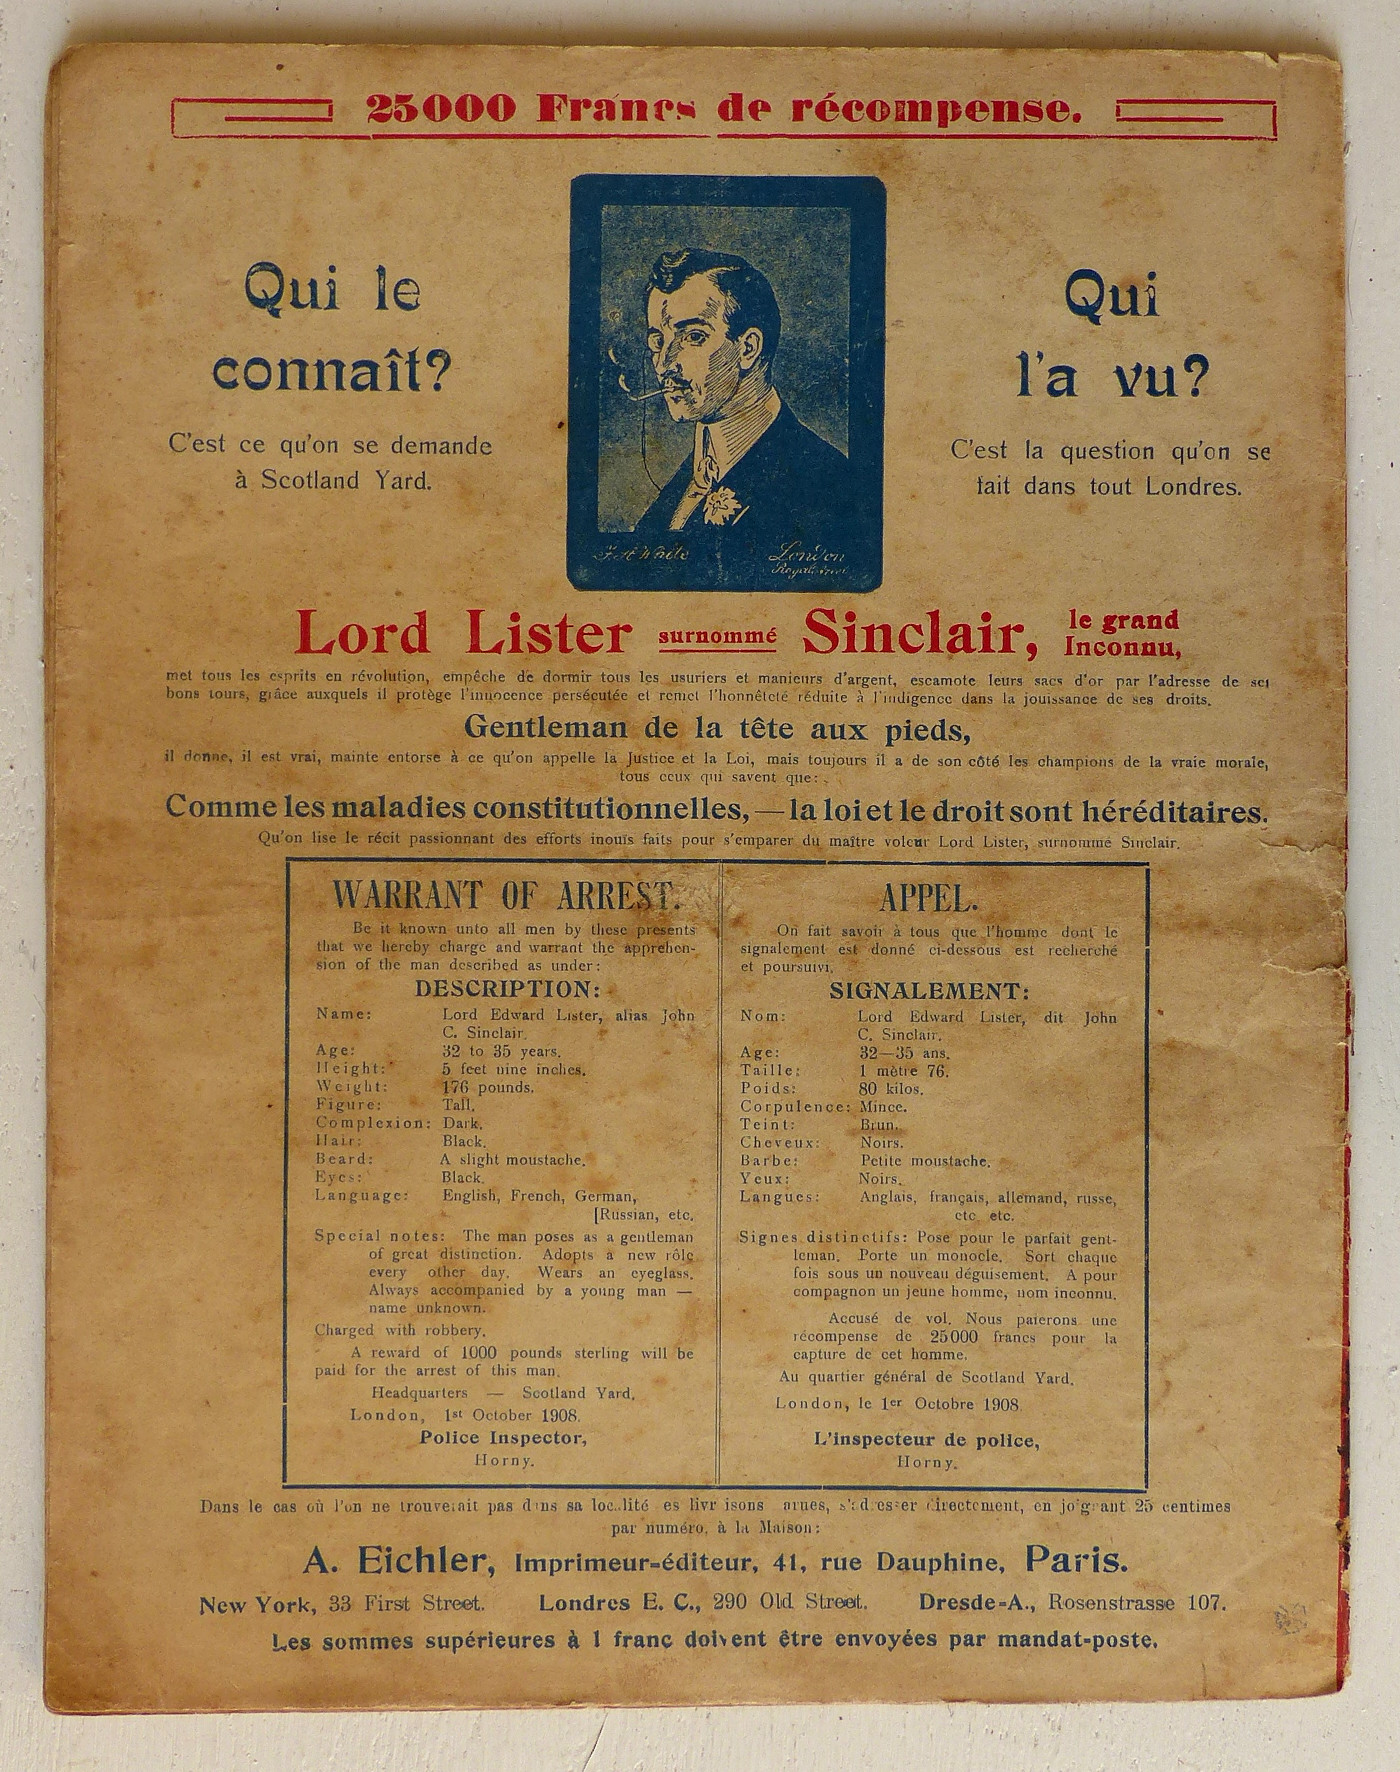 25000 Francs de récompense.
Qui le
connaît?
C'est ce qu'on se demande
à Scotland Yard.
Qui
l'a vu?
C'est la question qu'on se
fait dans tout Londres.
London
Lord Lister surnommé Sinclair, le grand
Inconnu,
met tous les esprits en révolution, empêche de dormir tous les usuriers et manieurs d'argent, escamote leurs sacs d'or par l'adresse de ses
bons tours, grâce auxquels il protège l'innocence persécutée et remet l'honnêteté réduite à l'indigence dans la jouissance de ses droits.
Gentleman de la tête aux pieds,
il donne, il est vrai, mainte entorse à ce qu'on appelle la Justice et la Loi, mais toujours il a de son côté les champions de la vraie morale,
tous ceux qui savent que:
Comme les maladies constitutionnelles, — la loi et le droit sont héréditaires.
Qu'on lise le récit passionnant des efforts inouïs faits pour s'emparer du maître voleur Lord Lister, surnommé Sinclair.
WARRANT OF ARREST.
Be it known unto all men by these presents
that we hereby charge and warrant the apprehen-
sion of the man described as under:
DESCRIPTION:
Name: Lord Edward Lister, alias John
C. Sinclair.
Age: 32 to 35 years.
Height: 5 feet nine inches.
Weight: 176 pounds.
Figure: Tall.
Complexion: Dark.
Hair: Black.
Beard: A slight moustache.
Eyes: Black.
Language: English, French, German,
[Russian, etc.
Special notes: The man poses as a gentleman
of great distinction. Adopts a new rôle
every other day. Wears an eyeglass.
Always accompanied by a young man —
name unknown.
Charged with robbery.
A reward of 1000 pounds sterling will be
paid for the arrest of this man.
Headquarters — Scotland Yard.
London, 1st October 1908.
Police Inspector,
Horny.
APPEL.
On fait savoir à tous que l'homme dont le
signalement est donné ci-dessous est recherché
et poursuivi.
SIGNALEMENT:
Nom: Lord Edward Lister, dit John
C. Sinclair.
Age: 32—35 ans.
Taille: 1 mètre 76.
Poids: 80 kilos.
Corpulence: Mince.
Teint: Brun.
Cheveux: Noirs.
Barbe: Petite moustache.
Yeux: Noirs.
Langues: Anglais, français, allemand, russe,
etc. etc.
Signes distinctifs: Pose pour le parfait gent-
leman. Porte un monocle. Sort chaque
fois sous un nouveau déguisement. A pour
compagnon un jeune homme, nom inconnu.
Accusé de vol. Nous paierons une
récompense de 25000 francs pour la
capture de cet homme.
Au quartier général de Scotland Yard.
London, le 1er Octobre 1908.
L'inspecteur de police,
Horny.
Dans le cas où l'on ne trouverait pas dans sa localité directement, en joignant 25 centimes
par numéro, à la Maison:
A. Eichler, Imprimeur-éditeur, 41, rue Dauphine, Paris.
New York, 33 First Street. Londres E. C., 290 Old Street. Dresde-A., Rosenstrasse 107.
Les sommes supérieures à 1 franc doivent être envoyées par mandat-poste.